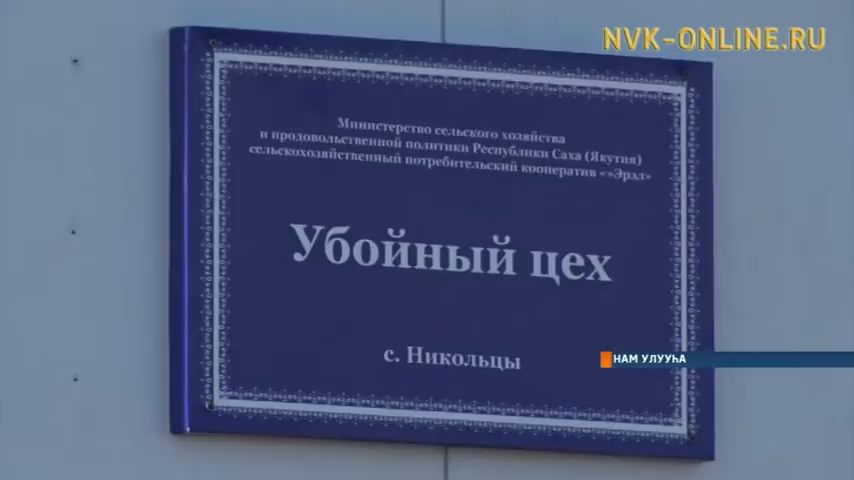 NVK-ONLINE.RU
Министерство сельского хозяйства
и продовольственной политики Республики Саха (Якутия)
сельскохозяйственный потребительский кооператив «»Эрэл»
Убойный цех
с. Никольцы
НАМ УЛУУҺА